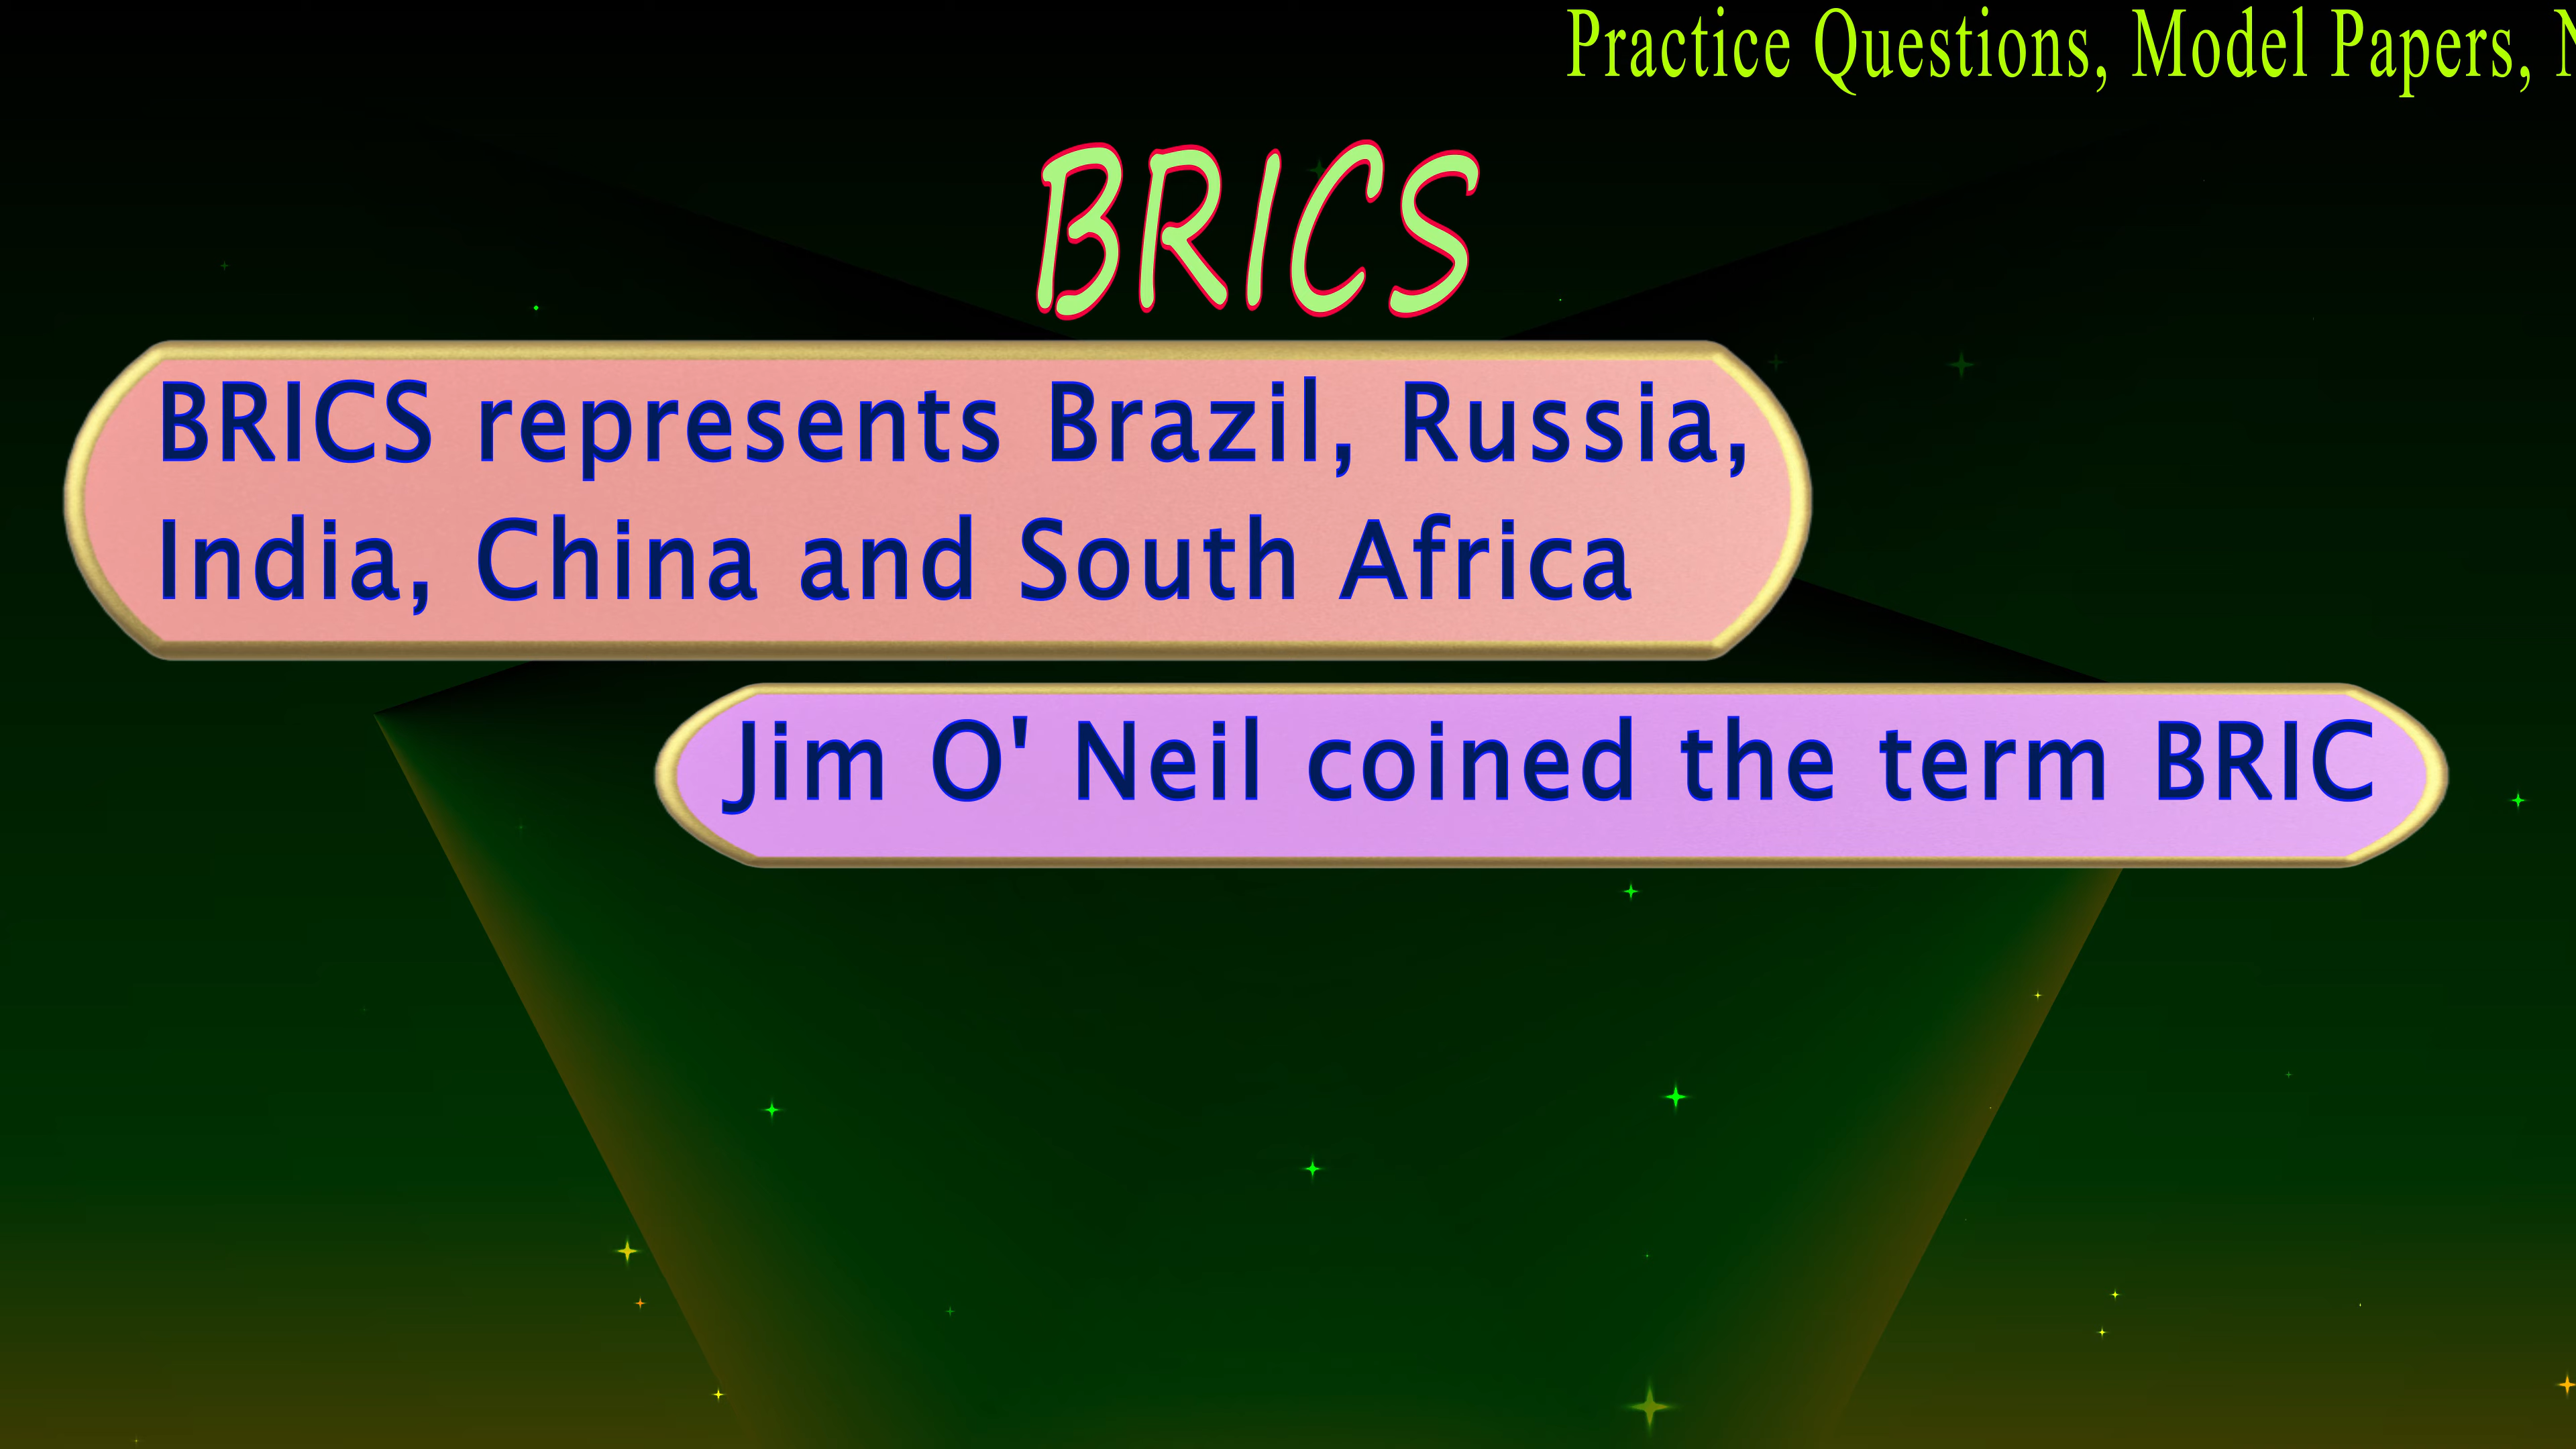 Practice Questions, Model Papers,
BRICS
BRICS represents Brazil, Russia,
India, China and South Africa
Jim O' Neil coined the term BRIC